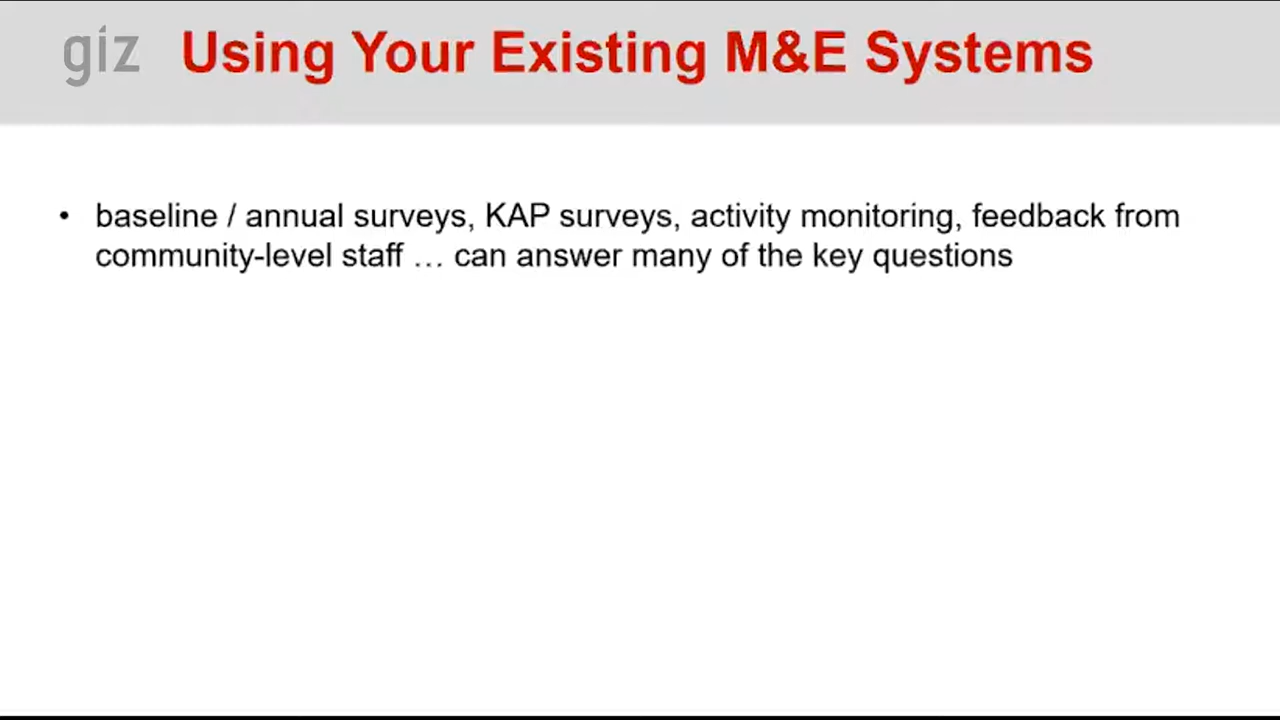 giz Using Your Existing M&E Systems
• baseline / annual surveys, KAP surveys, activity monitoring, feedback from
community-level staff … can answer many of the key questions